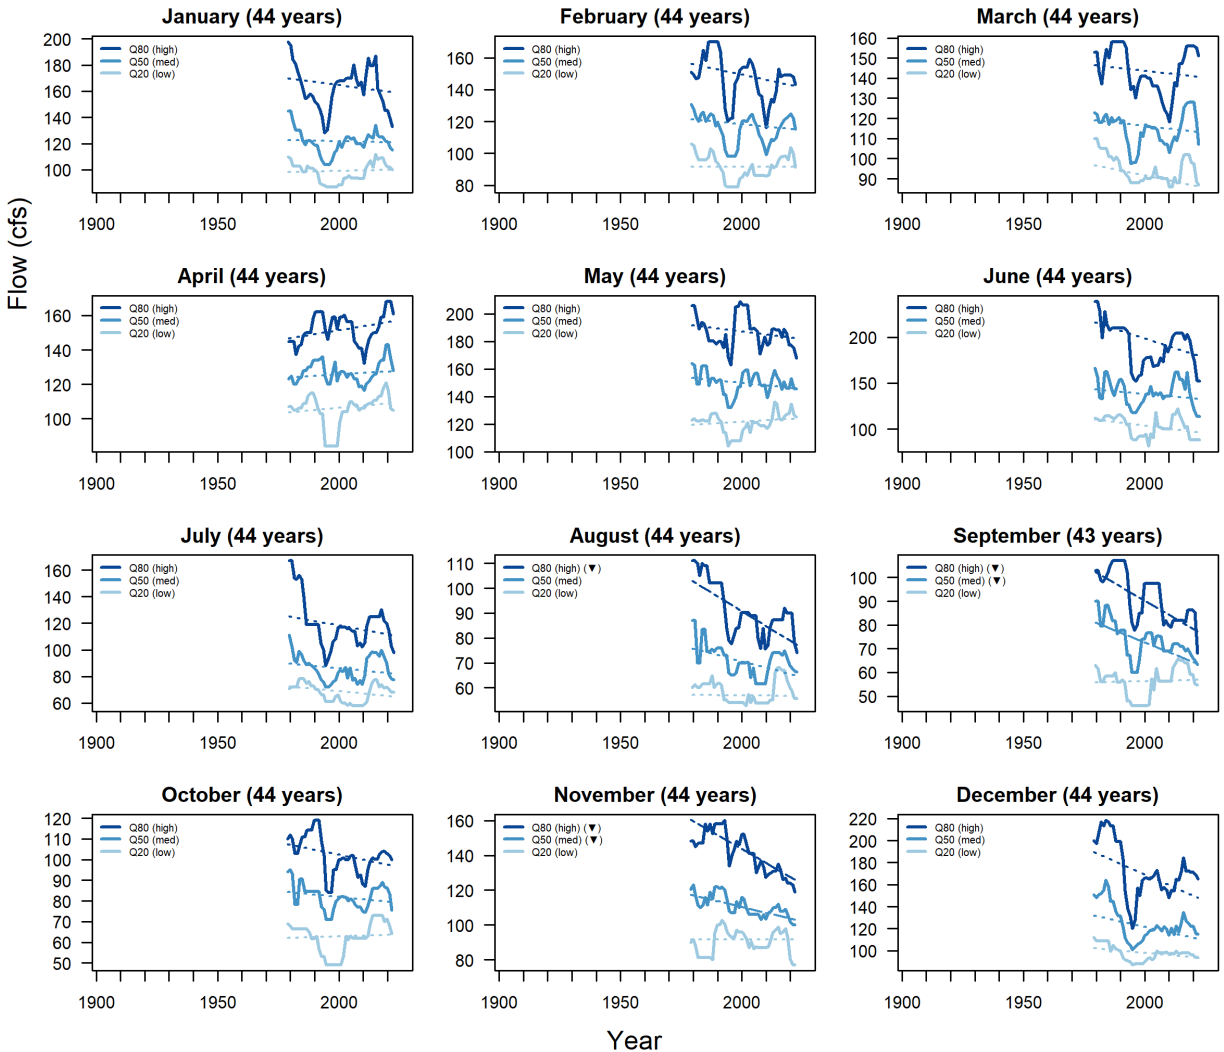 January (44 years)
Q80 (high)
Q50 (med)
Q20 (low)
200
180
160
140
120
100
1900
1950
2000
February (44 years)
Q80 (high)
Q50 (med)
Q20 (low)
160
140
120
100
80
1900
1950
2000
March (44 years)
Q80 (high)
Q50 (med)
Q20 (low)
160
150
140
130
120
110
100
90
1900
1950
2000
Flow (cfs)
April (44 years)
Q80 (high)
Q50 (med)
Q20 (low)
160
140
120
100
1900
1950
2000
May (44 years)
Q80 (high)
Q50 (med)
Q20 (low)
200
180
160
140
120
100
1900
1950
2000
June (44 years)
Q80 (high)
Q50 (med)
Q20 (low)
200
150
100
1900
1950
2000
July (44 years)
Q80 (high)
Q50 (med)
Q20 (low)
160
140
120
100
80
60
1900
1950
2000
August (44 years)
Q80 (high) (▼)
Q50 (med)
Q20 (low)
110
100
90
80
70
60
1900
1950
2000
September (43 years)
Q80 (high) (▼)
Q50 (med) (▼)
Q20 (low)
100
90
80
70
60
50
1900
1950
2000
October (44 years)
Q80 (high)
Q50 (med)
Q20 (low)
120
110
100
90
80
70
60
50
1900
1950
2000
November (44 years)
Q80 (high) (▼)
Q50 (med) (▼)
Q20 (low)
160
140
120
100
80
1900
1950
2000
December (44 years)
Q80 (high)
Q50 (med)
Q20 (low)
220
200
180
160
140
120
100
1900
1950
2000
Year